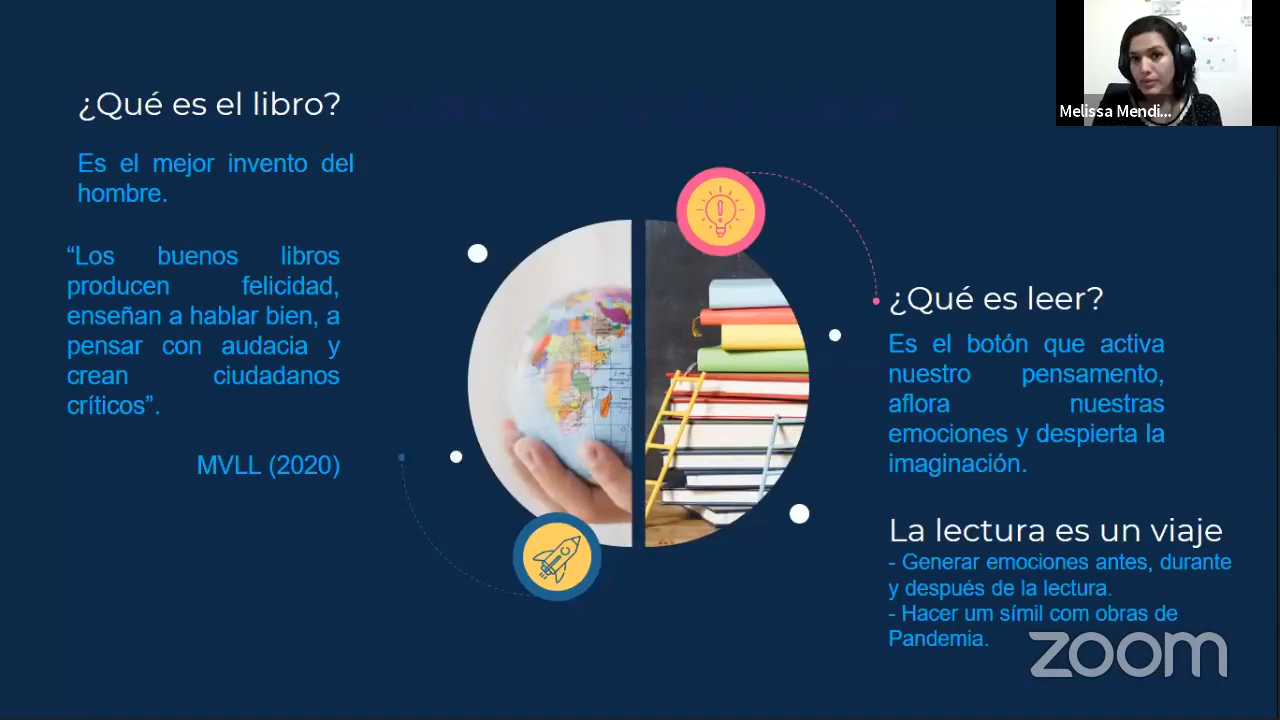 ¿Qué es el libro?
Es el mejor invento del
hombre.
“Los buenos libros
producen felicidad,
enseñan a hablar bien, a
pensar con audacia y
crean ciudadanos
críticos”.
MVLL (2020)
¿Qué es leer?
Es el botón que activa
nuestro pensamento,
aflora nuestras
emociones y despierta la
imaginación.
La lectura es un viaje
- Generar emociones antes, durante
y después de la lectura.
- Hacer um símil com obras de
Pandemia.
Melissa Mendi...
zoom